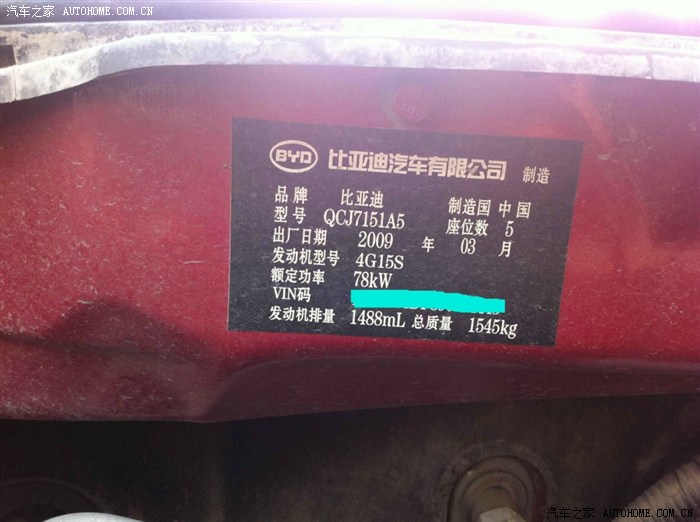 汽车之家 AUTOHOME.COM.CN
BYD 比亚迪汽车有限公司 制造
品牌 比亚迪 制造国 中国
型号 QCJ7151A5 座位数 5
出厂日期 2009 年 03 月
发动机型号 4G15S
额定功率 78kW
VIN码
发动机排量 1488mL 总质量 1545kg
汽车之家 AUTOHOME.COM.CN